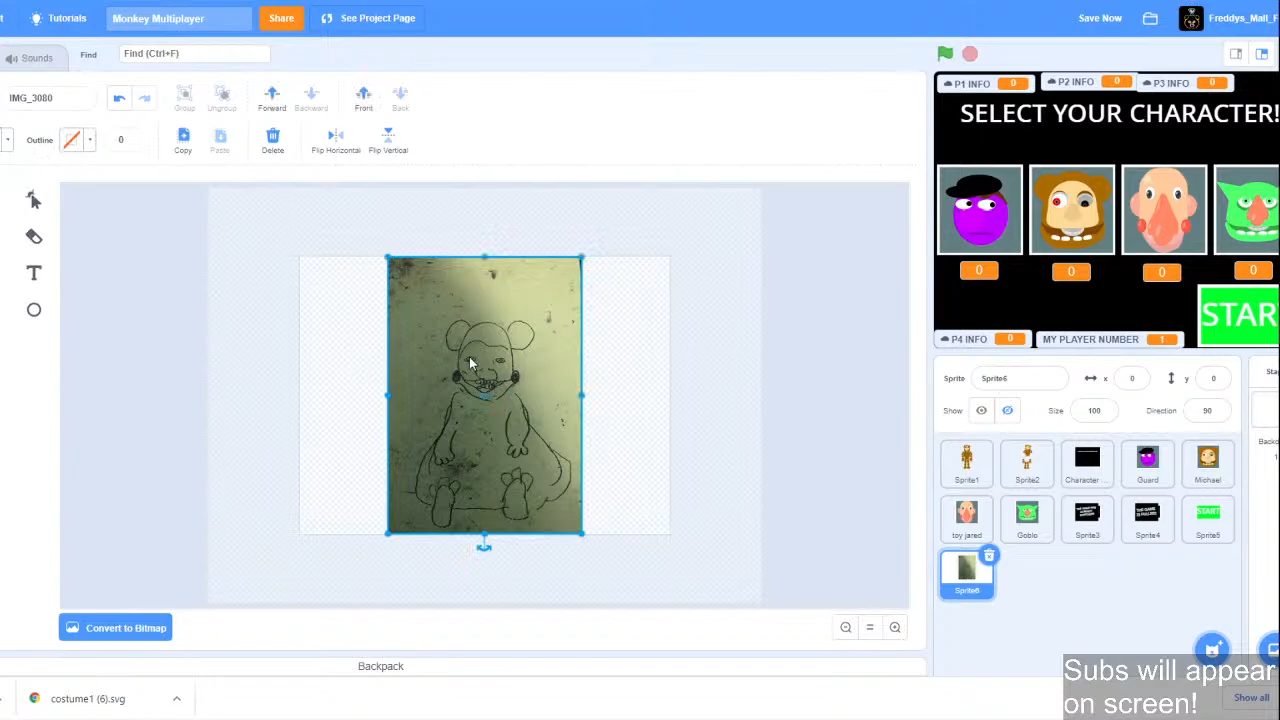 Tutorials
Monkey Multiplayer
Share
See Project Page
Save Now
Sounds
Find
Find (Ctrl+F)
IMG_3080
Group
Ungroup
Forward
Backward
Front
Back
Outline
0
Copy
Paste
Delete
Flip Horizontal
Flip Vertical
P1 INFO 0
P2 INFO 0
P3 INFO 0
SELECT YOUR CHARACTER!
0
0
0
0
START
P4 INFO 0
MY PLAYER NUMBER 1
Sprite
Sprite6
x
0
y
0
Show
Size
100
Direction
90
Sprite1
Sprite2
Character ...
Guard
Michael
toy jared
Goblo
Sprite3
Sprite4
Sprite5
START
Sprite6
Convert to Bitmap
Backpack
costume1 (6).svg
Show all
Subs will appear
on screen!